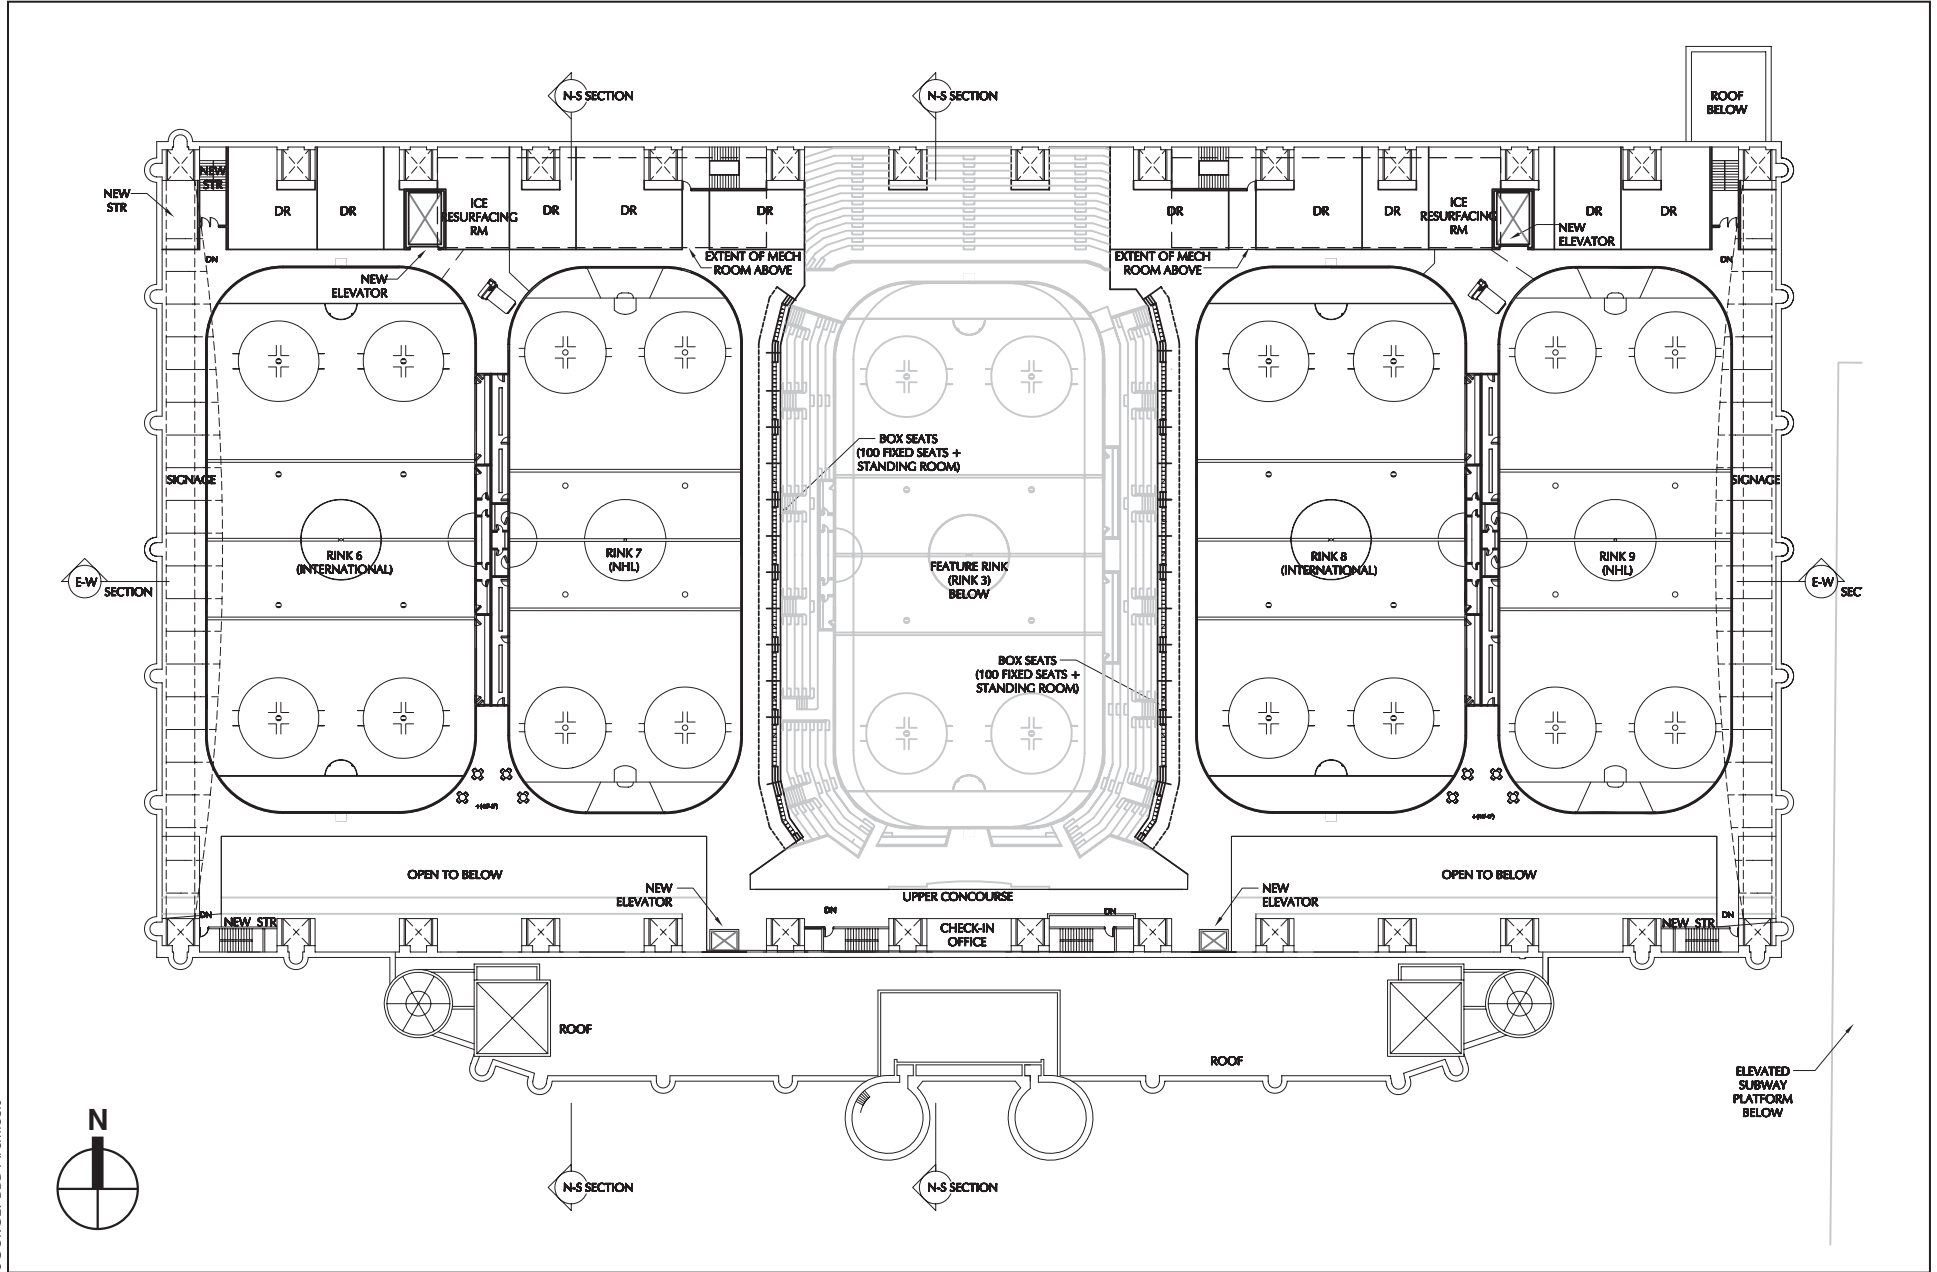 N-S SECTION
N-S SECTION
ROOF
BELOW
NEW
STR
NEW
STR
DR
DR
ICE
RESURFACING
RM
DR
DR
DR
DR
DR
DR
ICE
RESURFACING
RM
DR
DR
NEW
ELEVATOR
DN
NEW
ELEVATOR
EXTENT OF MECH
ROOM ABOVE
EXTENT OF MECH
ROOM ABOVE
DN
BOX SEATS
(100 FIXED SEATS +
STANDING ROOM)
SIGNAGE
SIGNAGE
RINK 6
(INTERNATIONAL)
RINK 7
(NHL)
FEATURE RINK
(RINK 3)
BELOW
RINK 8
(INTERNATIONAL)
RINK 9
(NHL)
E-W
SECTION
E-W
SEC
BOX SEATS
(100 FIXED SEATS +
STANDING ROOM)
OPEN TO BELOW
OPEN TO BELOW
NEW
ELEVATOR
UPPER CONCOURSE
NEW
ELEVATOR
DN
NEW STR
DN
CHECK-IN
OFFICE
DN
NEW STR
DN
ROOF
ROOF
ELEVATED
SUBWAY
PLATFORM
BELOW
N
N-S SECTION
N-S SECTION